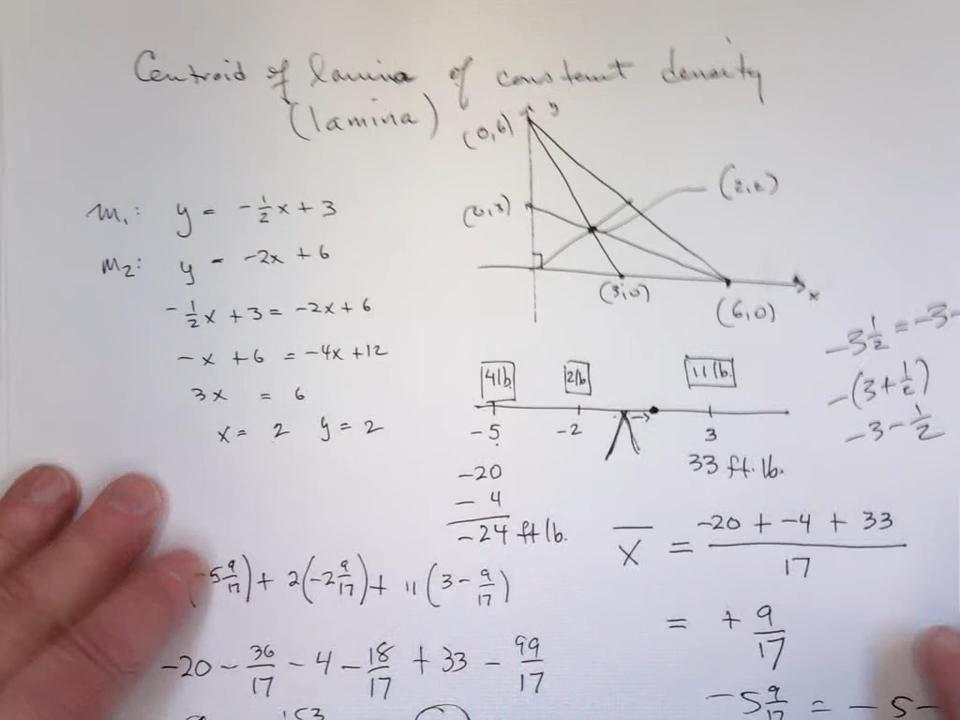 Centroid of lamina of constant density
(lamina)
(0,6) y
(2,2)
(0,3)
(3,0)
(6,0)
x
m₁: y = -½x + 3
m₂: y = -2x + 6
-½x + 3 = -2x + 6
-x + 6 = -4x + 12
3x = 6
x = 2 y = 2
-3½ = -3-
-(3+½)
-3-½
4 lb. 2 lb 11 lb.
-5 -2 3
-20 33 ft. lb.
-4
-24 ft lb.
x̄ = (-20 + -4 + 33)/17
= + 9/17
-5 9/17) + 2(-2 9/17) + 11(3 - 9/17)
-20 - 36/17 - 4 - 18/17 + 33 - 99/17
-5 9/17 = -5-
153